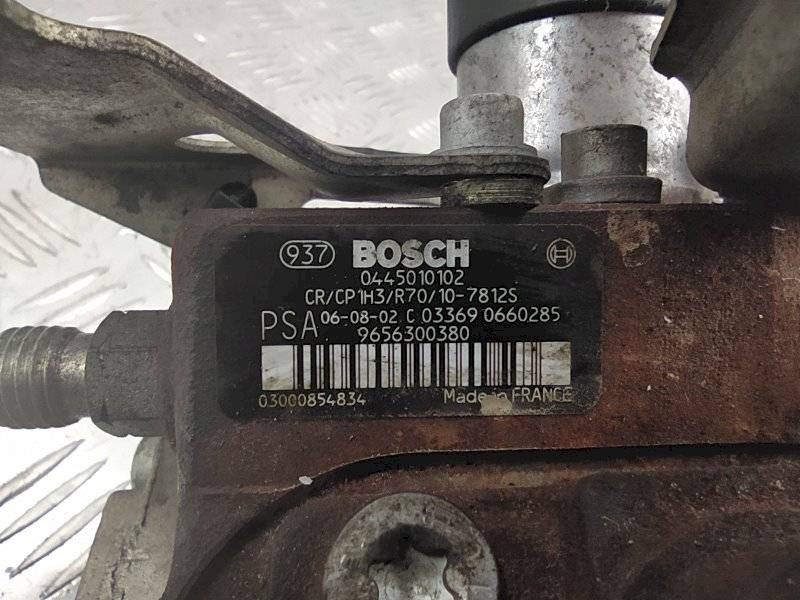 937 BOSCH
0445010102
CR/CP1H3/R70/10-7812S
PSA 06-08-02 C 03369 0660285
9656300380
03000854834 Made in FRANCE